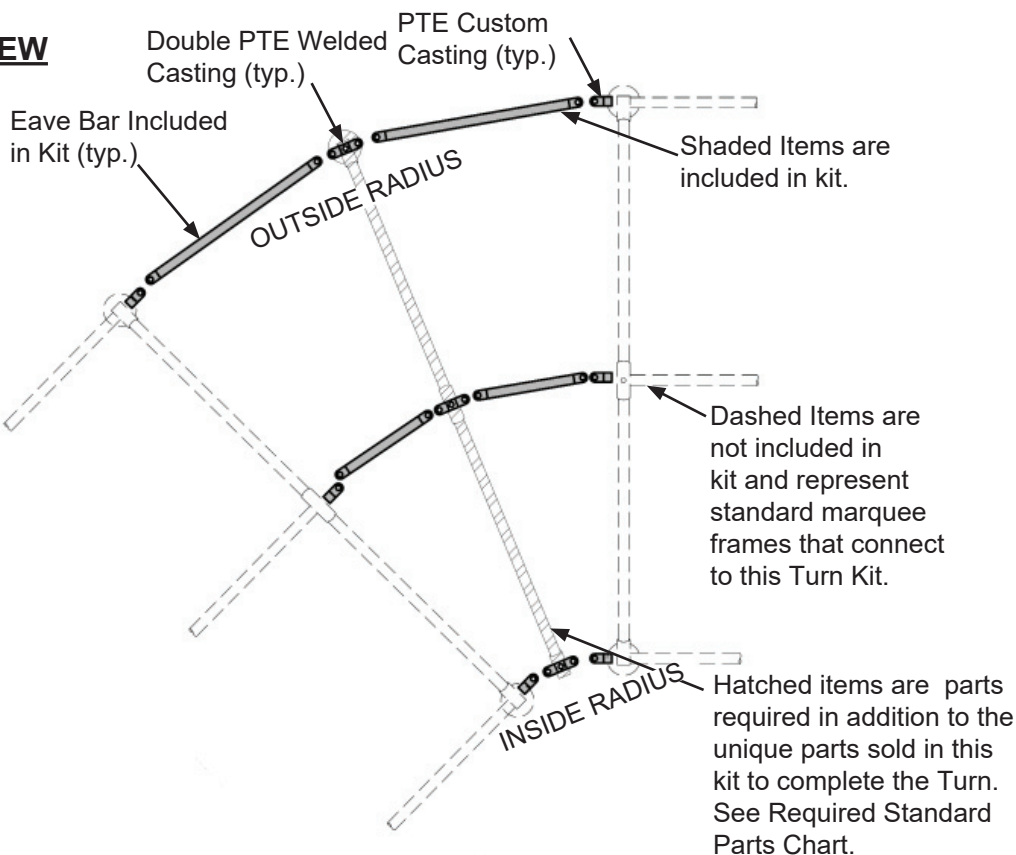 EW
Double PTE Welded
Casting (typ.)
PTE Custom
Casting (typ.)
Eave Bar Included
in Kit (typ.)
Shaded Items are
included in kit.
OUTSIDE RADIUS
Dashed Items are
not included in
kit and represent
standard marquee
frames that connect
to this Turn Kit.
INSIDE RADIUS
Hatched items are  parts
required in addition to the
unique parts sold in this
kit to complete the Turn.
See Required Standard
Parts Chart.